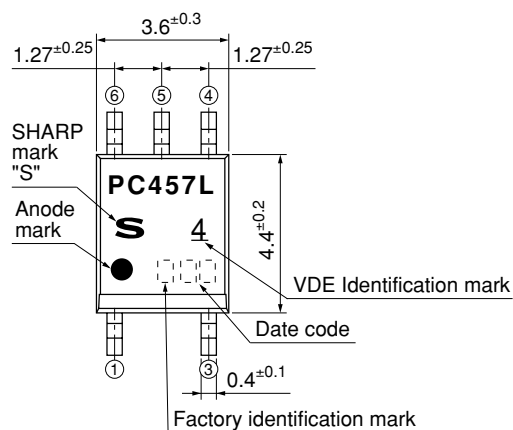 3.6±0.3
1.27±0.25
1.27±0.25
⑥
⑤
④
SHARP
mark
"S"
PC457L
S
Anode
mark
4
4.4±0.2
VDE Identification mark
Date code
①
③
0.4±0.1
Factory identification mark